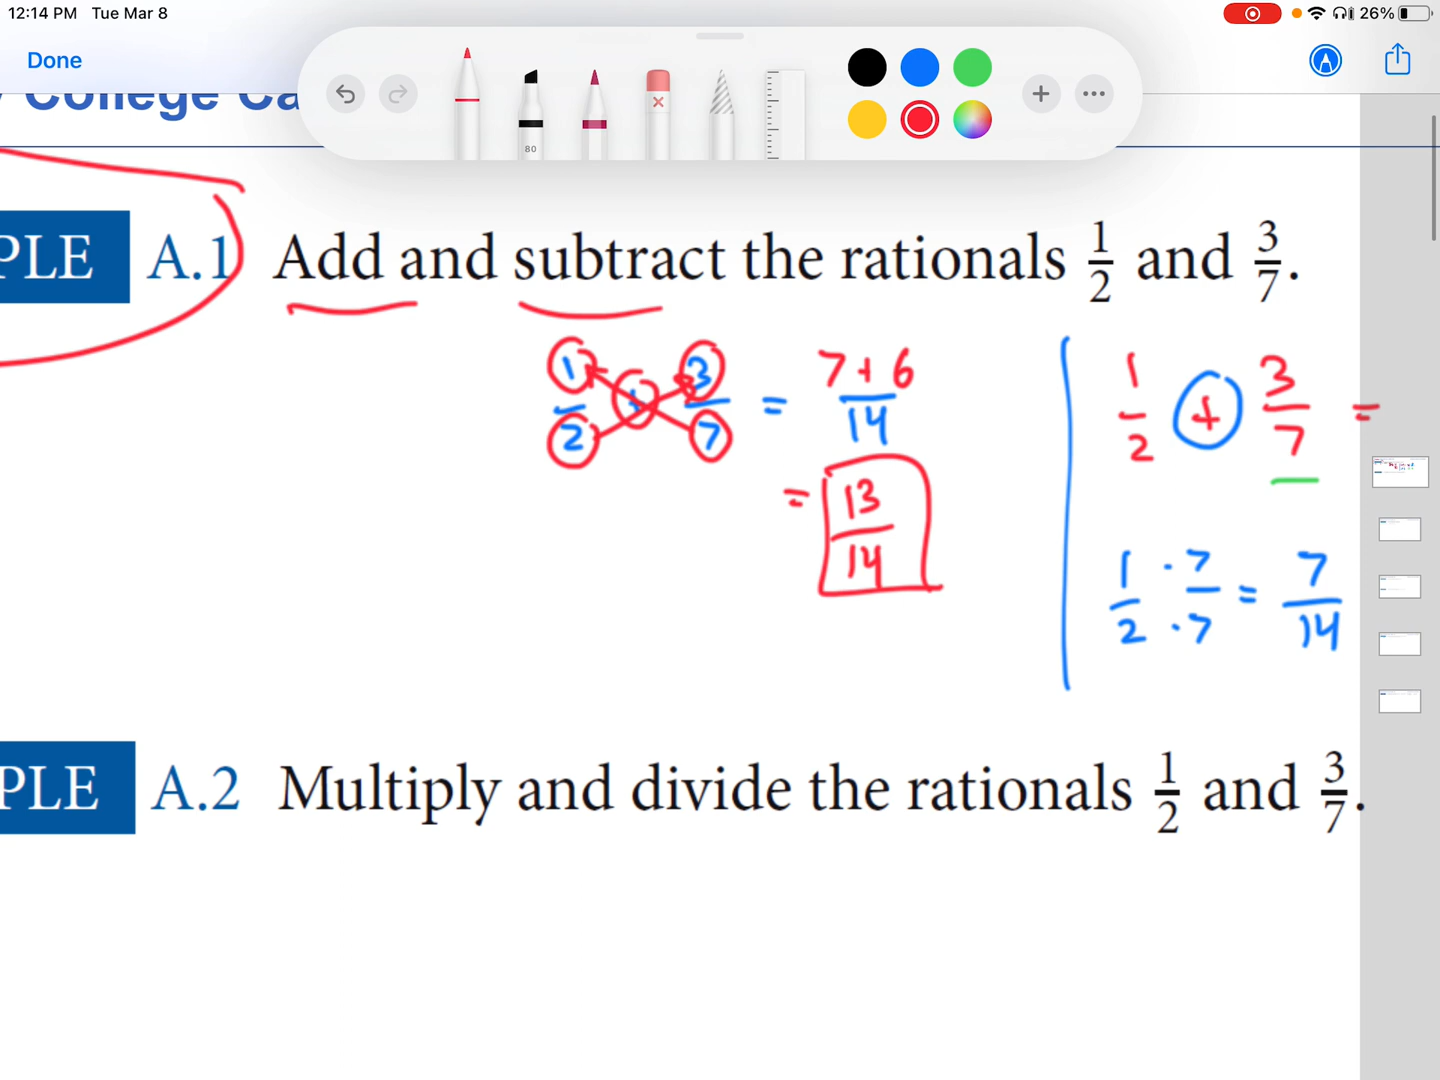 12:14 PM Tue Mar 8
26%
Done
College Ca
80
PLE A.1 Add and subtract the rationals 1/2 and 3/7.
1/2 + 3/7 = 7+6/14
= 13/14
1/2 + 3/7 =
1/2 · 7/7 = 7/14
PLE A.2 Multiply and divide the rationals 1/2 and 3/7.